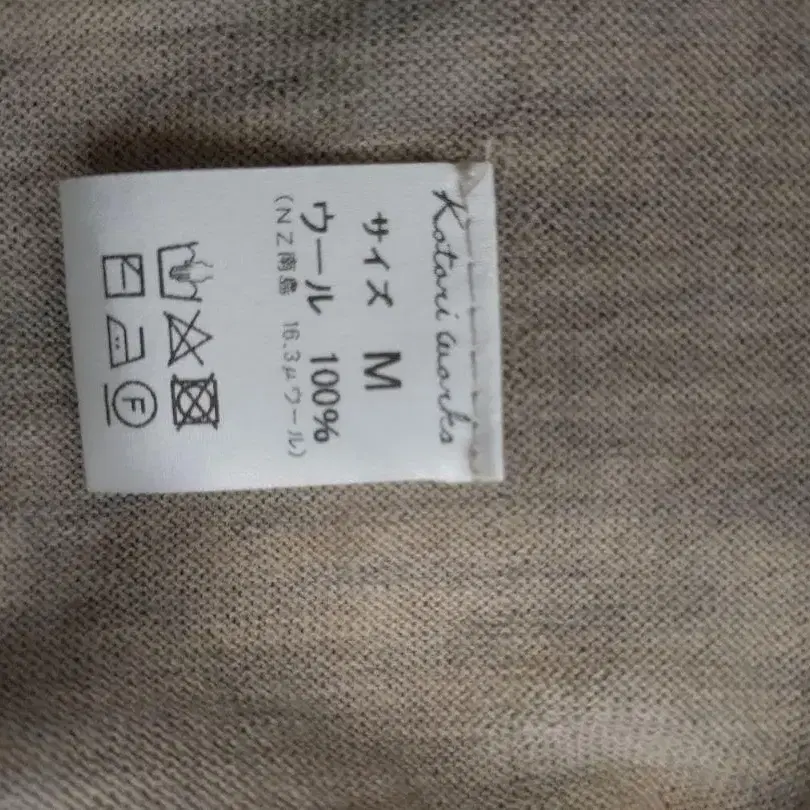 Kotori Works
サイズ M
ウール 100%
(NZ南島 16.3μウール)
F